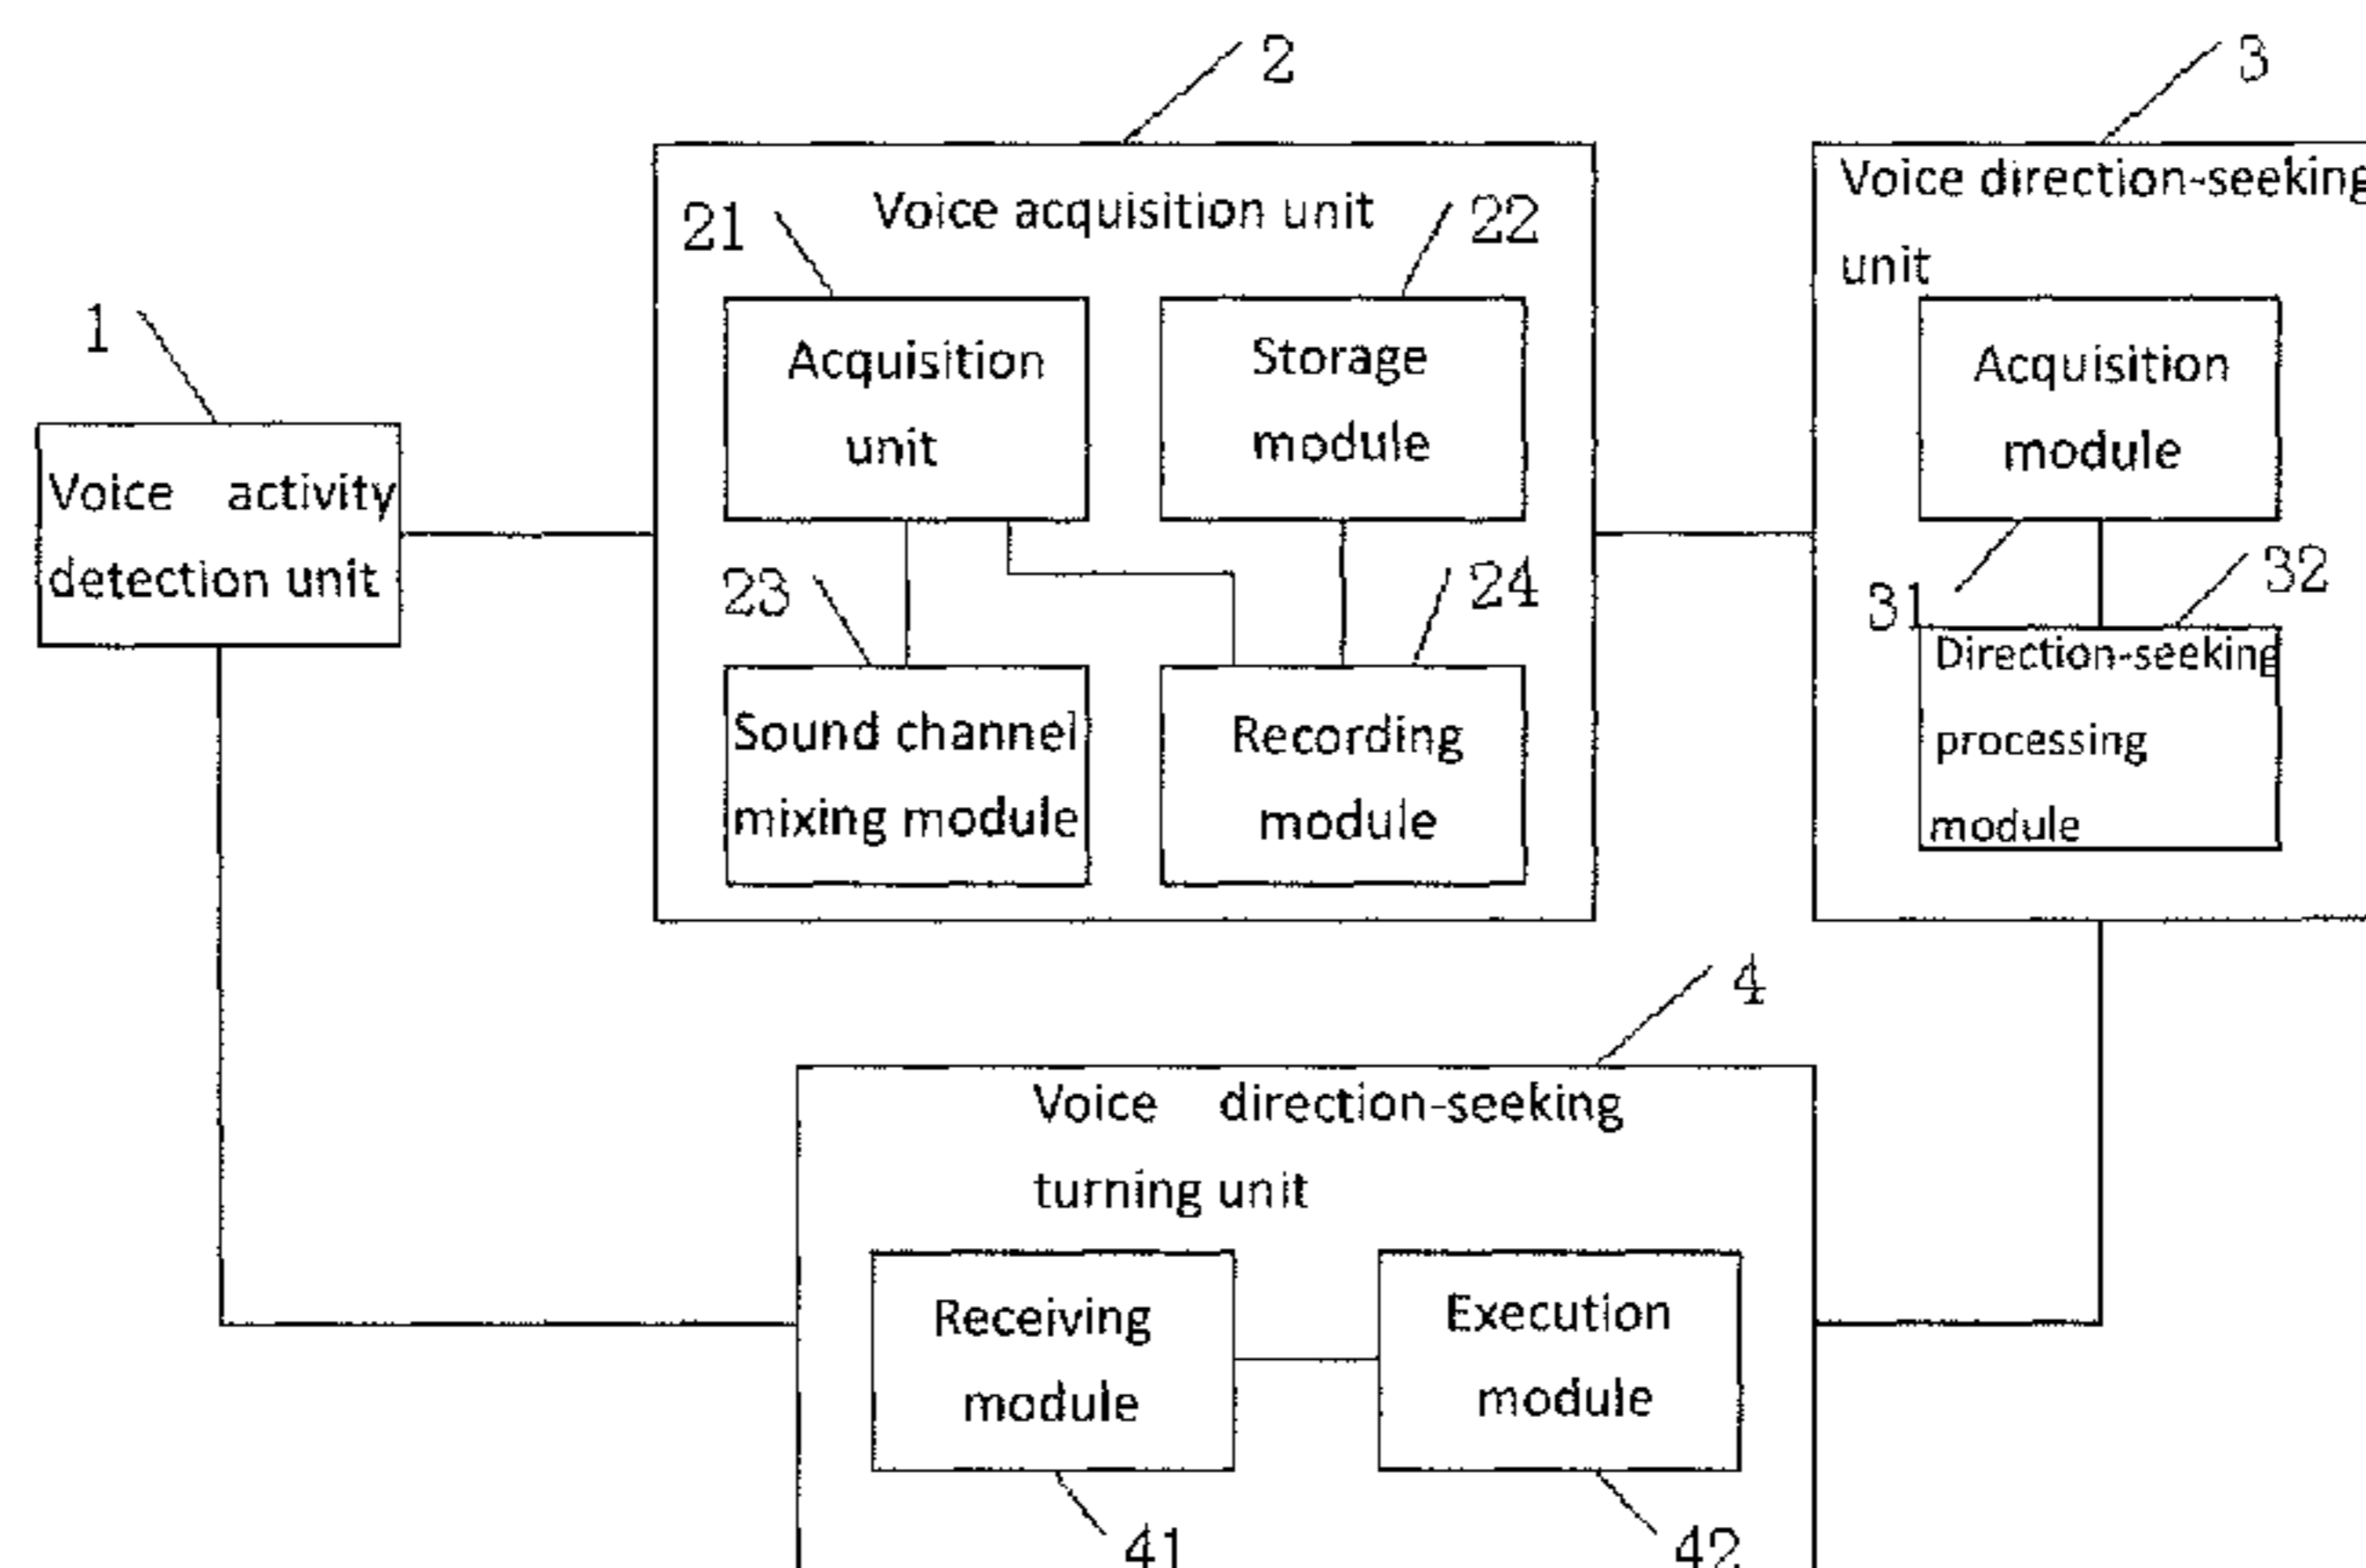 2
3
Voice direction-seeking
unit
21
Voice acquisition unit
22
1
Acquisition
unit
Storage
module
Acquisition
module
Voice activity
detection unit
23
24
31
32
Sound channel
mixing module
Recording
module
Direction-seeking
processing
module
4
Voice direction-seeking
turning unit
Receiving
module
Execution
module
41
42